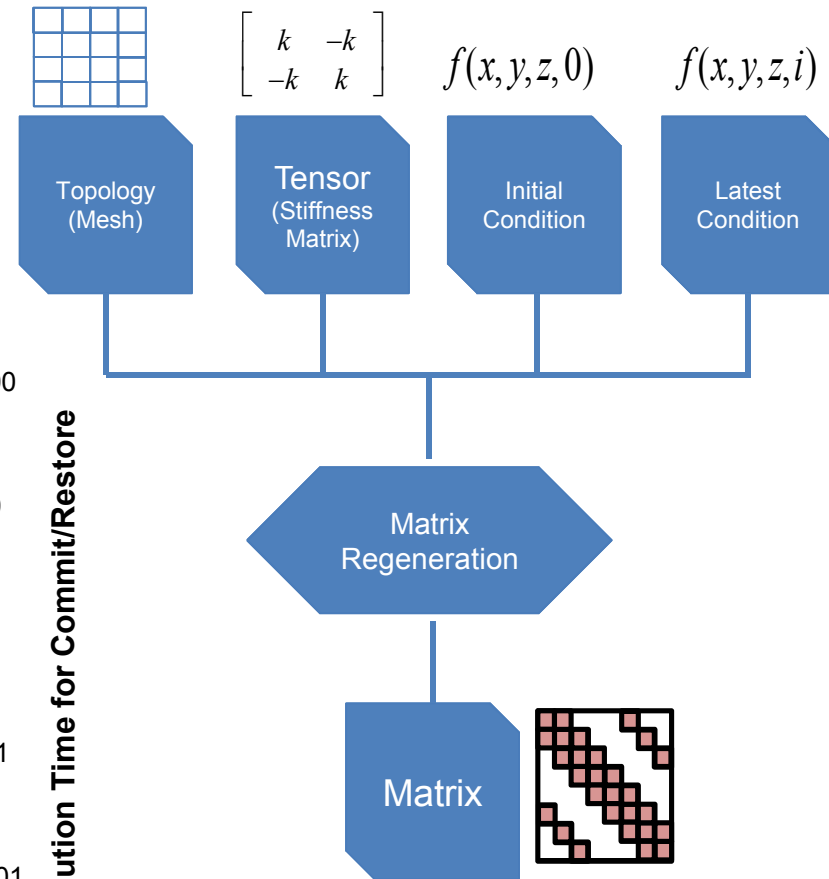 [ k -k
-k k ]
f(x,y,z,0)
f(x,y,z,i)
Topology
(Mesh)
Tensor
(Stiffness
Matrix)
Initial
Condition
Latest
Condition
Matrix
Regeneration
Matrix
ution Time for Commit/Restore